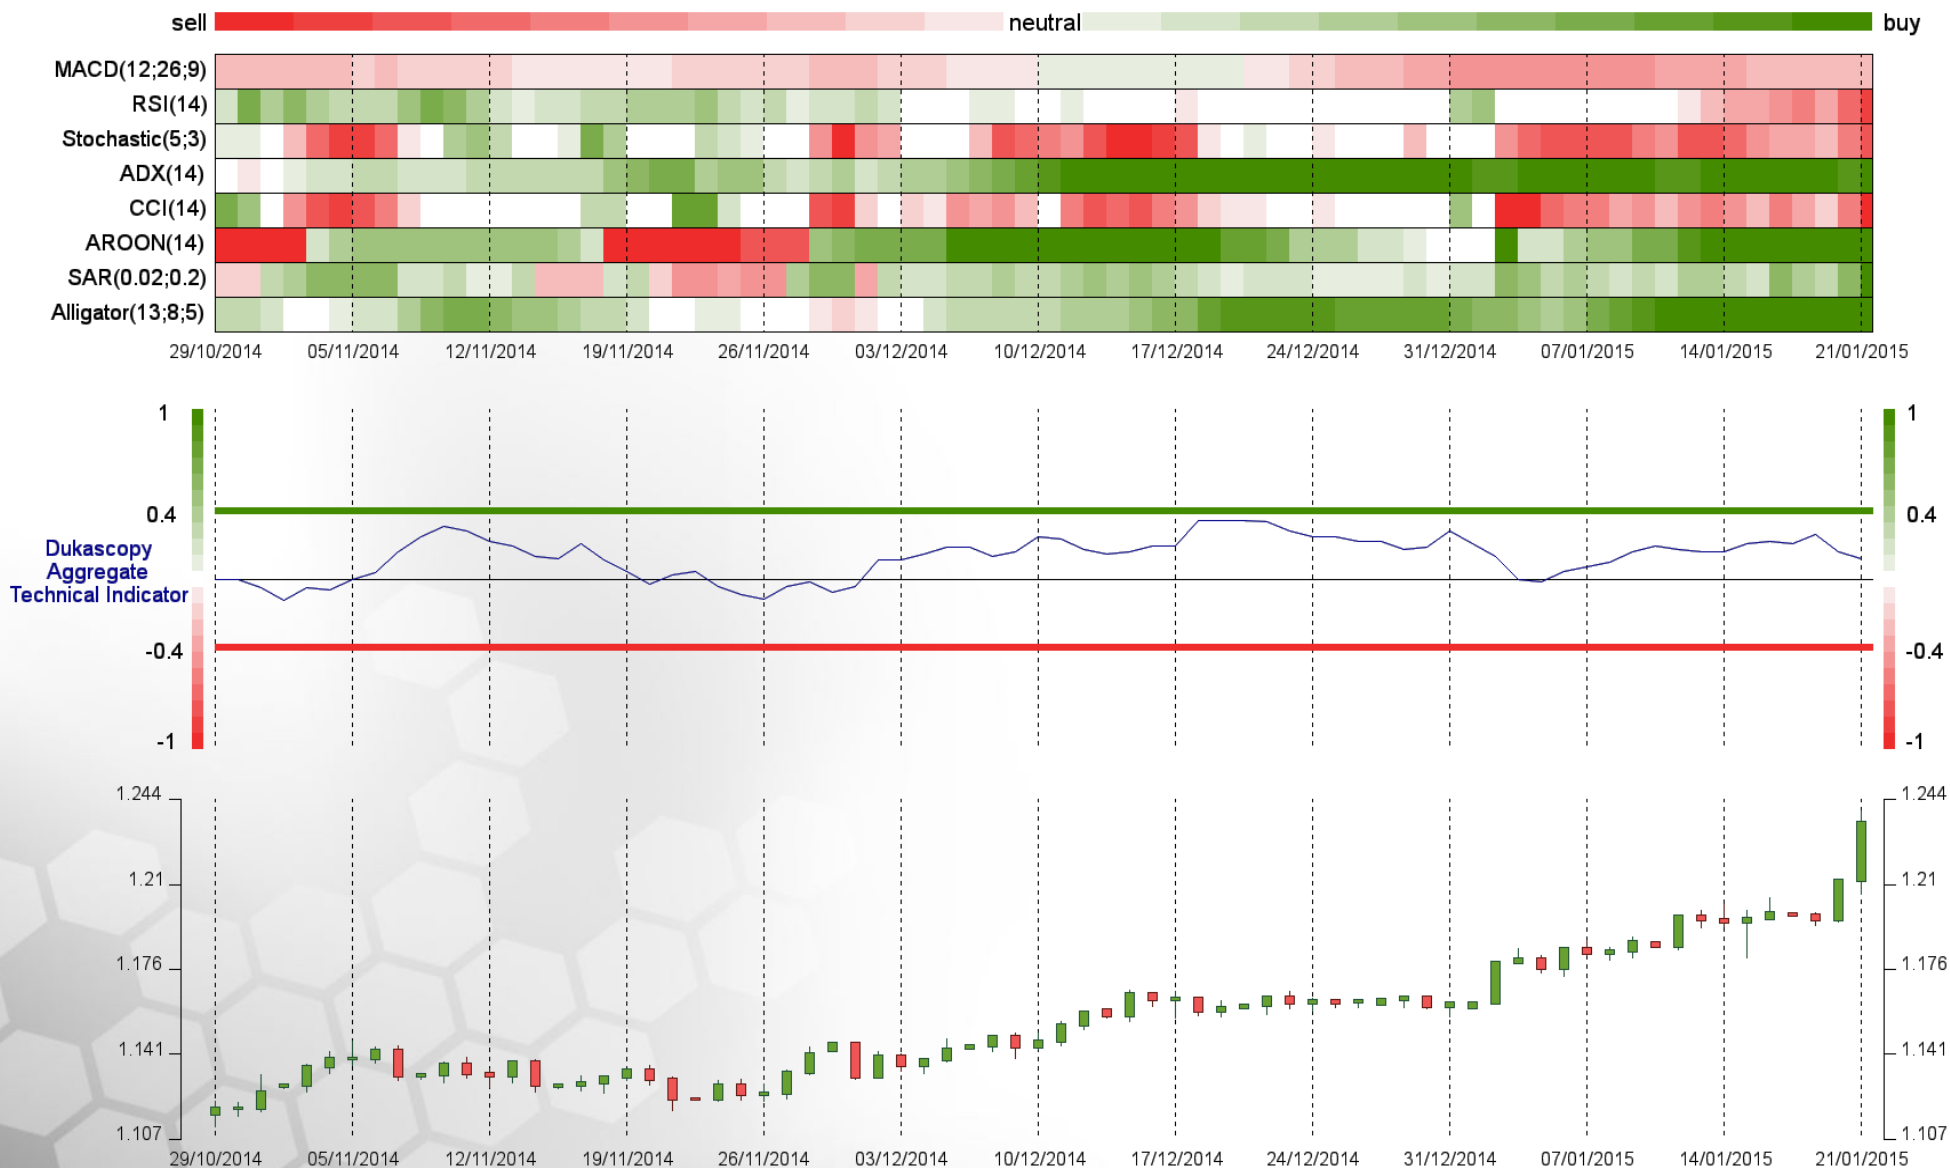 sell neutral buy
MACD(12;26;9)
RSI(14)
Stochastic(5;3)
ADX(14)
CCI(14)
AROON(14)
SAR(0.02;0.2)
Alligator(13;8;5)
29/10/2014 05/11/2014 12/11/2014 19/11/2014 26/11/2014 03/12/2014 10/12/2014 17/12/2014 24/12/2014 31/12/2014 07/01/2015 14/01/2015 21/01/2015
1 1
0.4 0.4
Dukascopy
Aggregate
Technical Indicator
-0.4 -0.4
-1 -1
1.244 1.244
1.21 1.21
1.176 1.176
1.141 1.141
1.107 1.107
29/10/2014 05/11/2014 12/11/2014 19/11/2014 26/11/2014 03/12/2014 10/12/2014 17/12/2014 24/12/2014 31/12/2014 07/01/2015 14/01/2015 21/01/2015